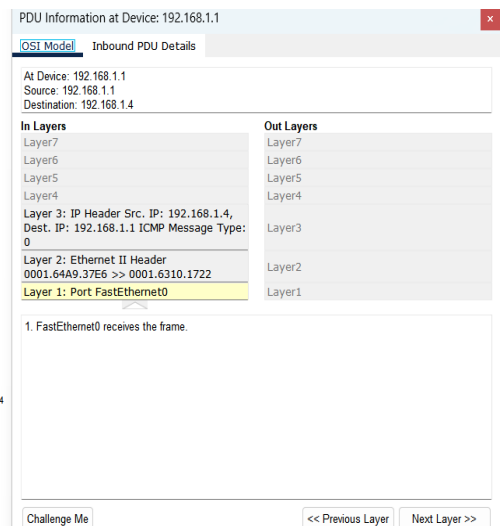 PDU Information at Device: 192.168.1.1
x
OSI Model Inbound PDU Details
At Device: 192.168.1.1
Source: 192.168.1.1
Destination: 192.168.1.4
In Layers Out Layers
Layer7 Layer7
Layer6 Layer6
Layer5 Layer5
Layer4 Layer4
Layer 3: IP Header Src. IP: 192.168.1.4,
Dest. IP: 192.168.1.1 ICMP Message Type:
0
Layer3
Layer 2: Ethernet II Header
0001.64A9.37E6 >> 0001.6310.1722
Layer2
Layer 1: Port FastEthernet0 Layer1
1. FastEthernet0 receives the frame.
4
Challenge Me << Previous Layer Next Layer >>